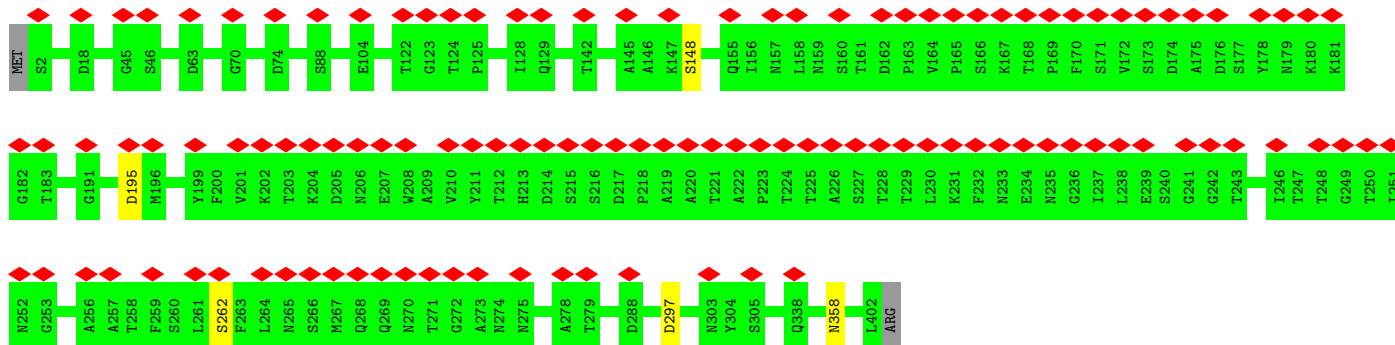 MET S2 D18 G45 S46 D63 G70 D74 S88 E104 T122 G123 T124 P125 I128 Q129 T142 A145 A146 K147 S148 Q155 I156 N157 L158 N159 S160 T161 D162 P163 V164 P165 S166 K167 T168 P169 F170 S171 V172 S173 D174 A175 D176 S177 Y178 N179 K180 K181
G182 T183 G191 D195 M196 Y199 F200 V201 K202 T203 K204 D205 N206 E207 W208 A209 V210 Y211 T212 H213 D214 S215 S216 D217 P218 A219 A220 T221 A222 P223 T224 T225 A226 S227 T228 T229 L230 K231 F232 N233 E234 N235 G236 I237 L238 E239 S240 G241 G242 T243 I246 T247 T248 G249 T250 I251
N252 G253 A256 A257 T258 F259 S260 L261 S262 F263 L264 N265 S266 M267 Q268 Q269 N270 T271 G272 A273 N274 N275 A278 T279 D288 D297 N303 Y304 S305 Q338 N358 L402 ARG